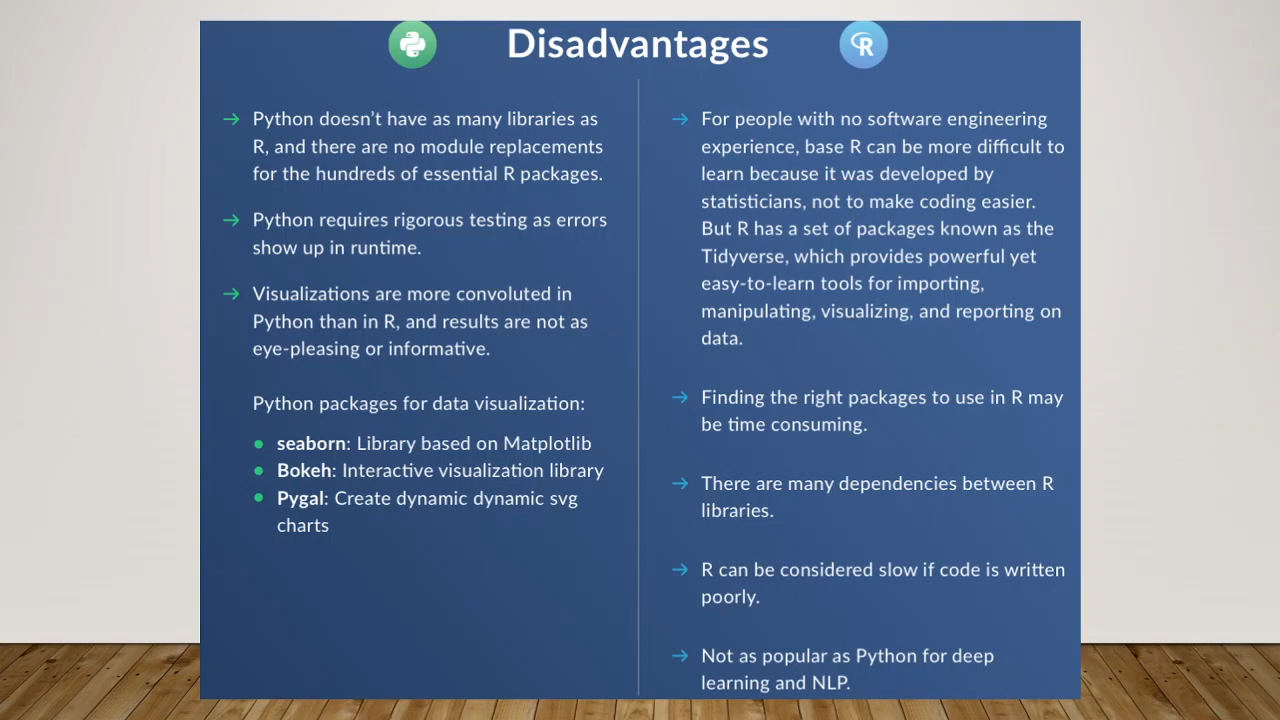 Disadvantages
R
→ Python doesn’t have as many libraries as
R, and there are no module replacements
for the hundreds of essential R packages.
→ Python requires rigorous testing as errors
show up in runtime.
→ Visualizations are more convoluted in
Python than in R, and results are not as
eye-pleasing or informative.
Python packages for data visualization:
• seaborn: Library based on Matplotlib
• Bokeh: Interactive visualization library
• Pygal: Create dynamic dynamic svg
charts
→ For people with no software engineering
experience, base R can be more difficult to
learn because it was developed by
statisticians, not to make coding easier.
But R has a set of packages known as the
Tidyverse, which provides powerful yet
easy-to-learn tools for importing,
manipulating, visualizing, and reporting on
data.
→ Finding the right packages to use in R may
be time consuming.
→ There are many dependencies between R
libraries.
→ R can be considered slow if code is written
poorly.
→ Not as popular as Python for deep
learning and NLP.